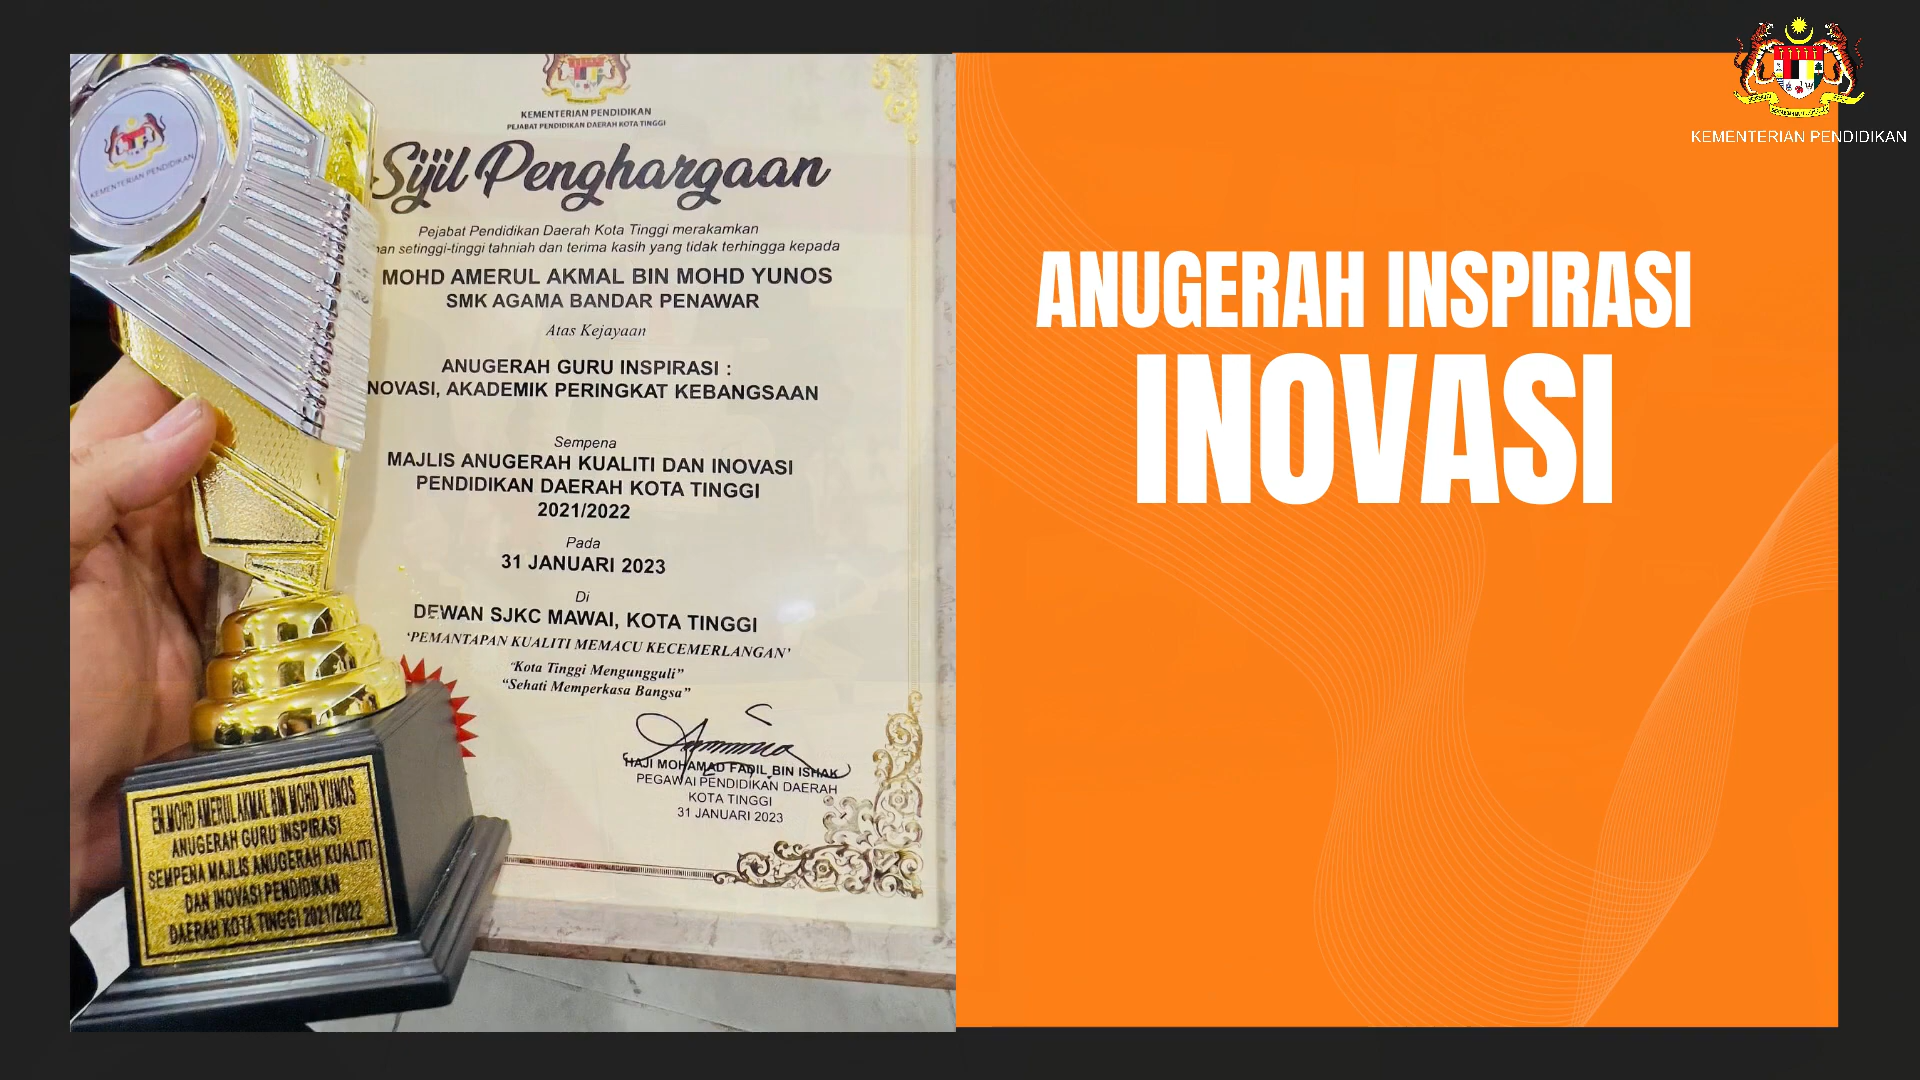 KEMENTERIAN PENDIDIKAN
KEMENTERIAN PENDIDIKAN
PEJABAT PENDIDIKAN DAERAH KOTA TINGGI
Sijil Penghargaan
Pejabat Pendidikan Daerah Kota Tinggi merakamkan
setinggi-tinggi tahniah dan terima kasih yang tidak terhingga kepada
MOHD AMERUL AKMAL BIN MOHD YUNOS
SMK AGAMA BANDAR PENAWAR
Atas Kejayaan
ANUGERAH GURU INSPIRASI :
NOVASI, AKADEMIK PERINGKAT KEBANGSAAN
Sempena
MAJLIS ANUGERAH KUALITI DAN INOVASI
PENDIDIKAN DAERAH KOTA TINGGI
2021/2022
Pada
31 JANUARI 2023
Di
DEWAN SJKC MAWAI, KOTA TINGGI
‘PEMANTAPAN KUALITI MEMACU KECEMERLANGAN’
“Kota Tinggi Mengungguli”
“Sehati Memperkasa Bangsa”
HAJI MOHAMAD FADIL BIN ISHAK
PEGAWAI PENDIDIKAN DAERAH
KOTA TINGGI
31 JANUARI 2023
EN.MOHD AMERUL AKMAL BIN MOHD YUNOS
ANUGERAH GURU INSPIRASI
SEMPENA MAJLIS ANUGERAH KUALITI
DAN INOVASI PENDIDIKAN
DAERAH KOTA TINGGI 2021/2022
ANUGERAH INSPIRASI
INOVASI
KEMENTERIAN PENDIDIKAN